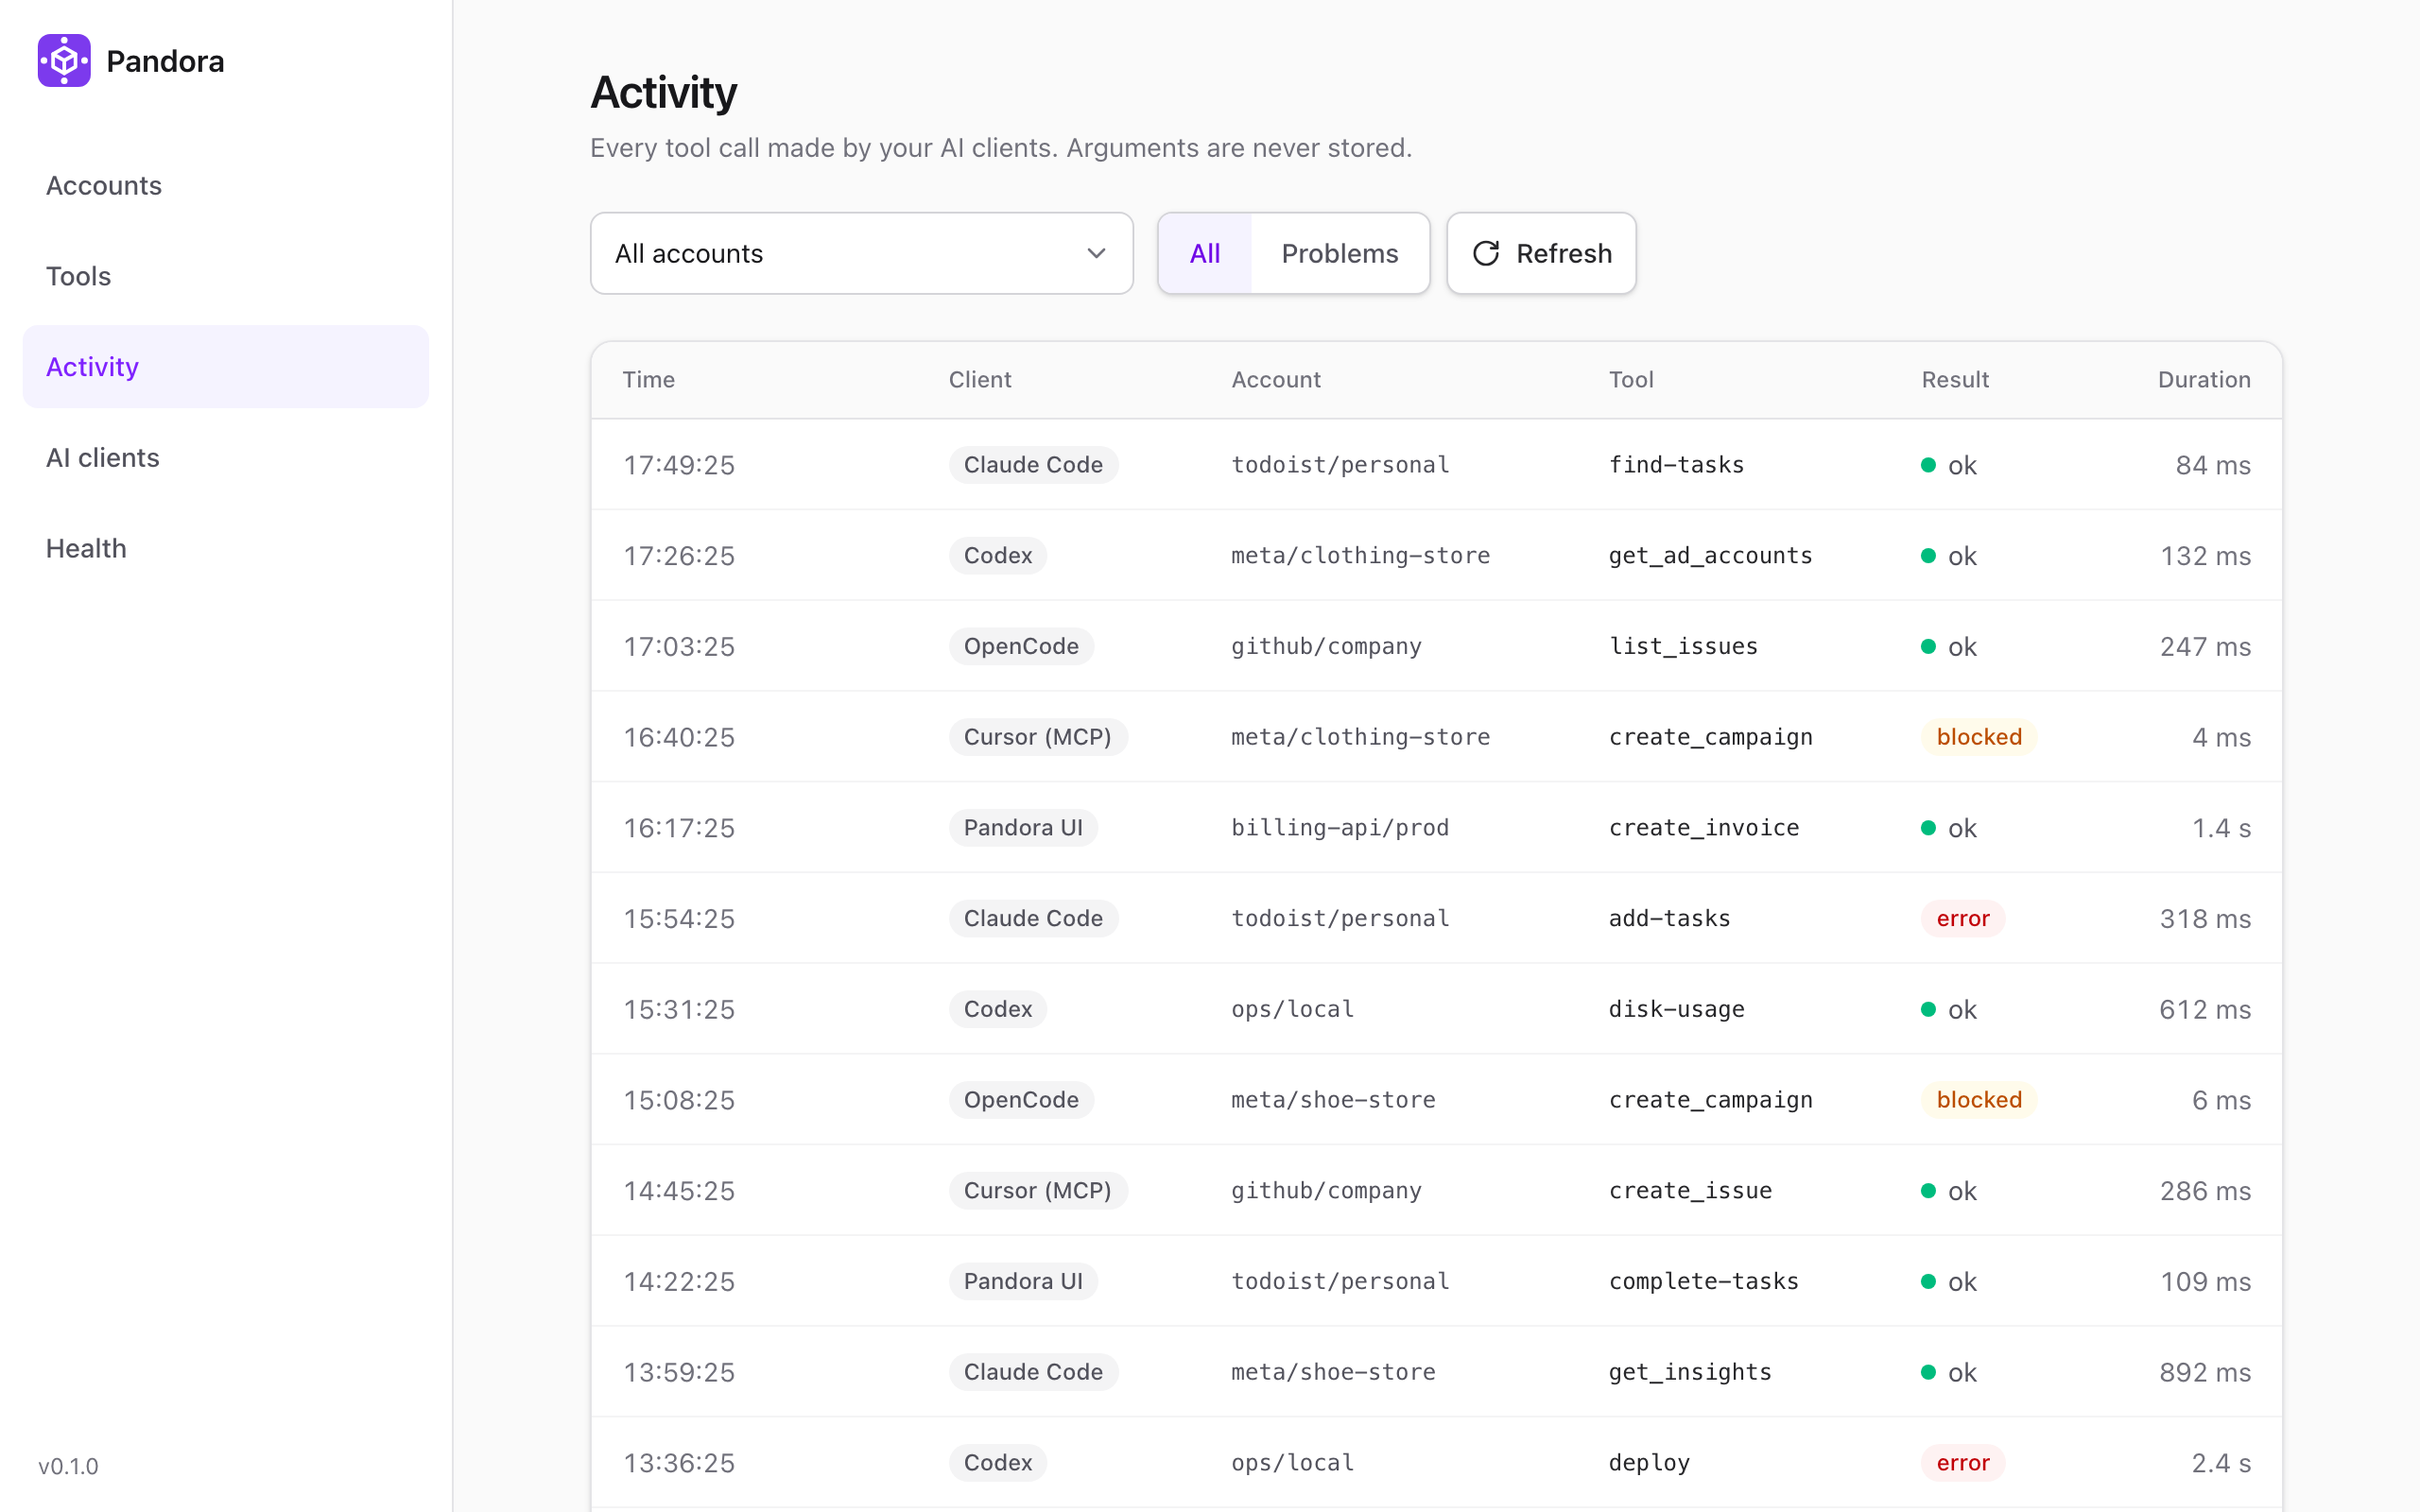 Pandora
Accounts
Tools
Activity
AI clients
Health
v0.1.0
Activity
Every tool call made by your AI clients. Arguments are never stored.
All accounts All Problems Refresh
Time Client Account Tool Result Duration
17:49:25 Claude Code todoist/personal find-tasks ok 84 ms
17:26:25 Codex meta/clothing-store get_ad_accounts ok 132 ms
17:03:25 OpenCode github/company list_issues ok 247 ms
16:40:25 Cursor (MCP) meta/clothing-store create_campaign blocked 4 ms
16:17:25 Pandora UI billing-api/prod create_invoice ok 1.4 s
15:54:25 Claude Code todoist/personal add-tasks error 318 ms
15:31:25 Codex ops/local disk-usage ok 612 ms
15:08:25 OpenCode meta/shoe-store create_campaign blocked 6 ms
14:45:25 Cursor (MCP) github/company create_issue ok 286 ms
14:22:25 Pandora UI todoist/personal complete-tasks ok 109 ms
13:59:25 Claude Code meta/shoe-store get_insights ok 892 ms
13:36:25 Codex ops/local deploy error 2.4 s